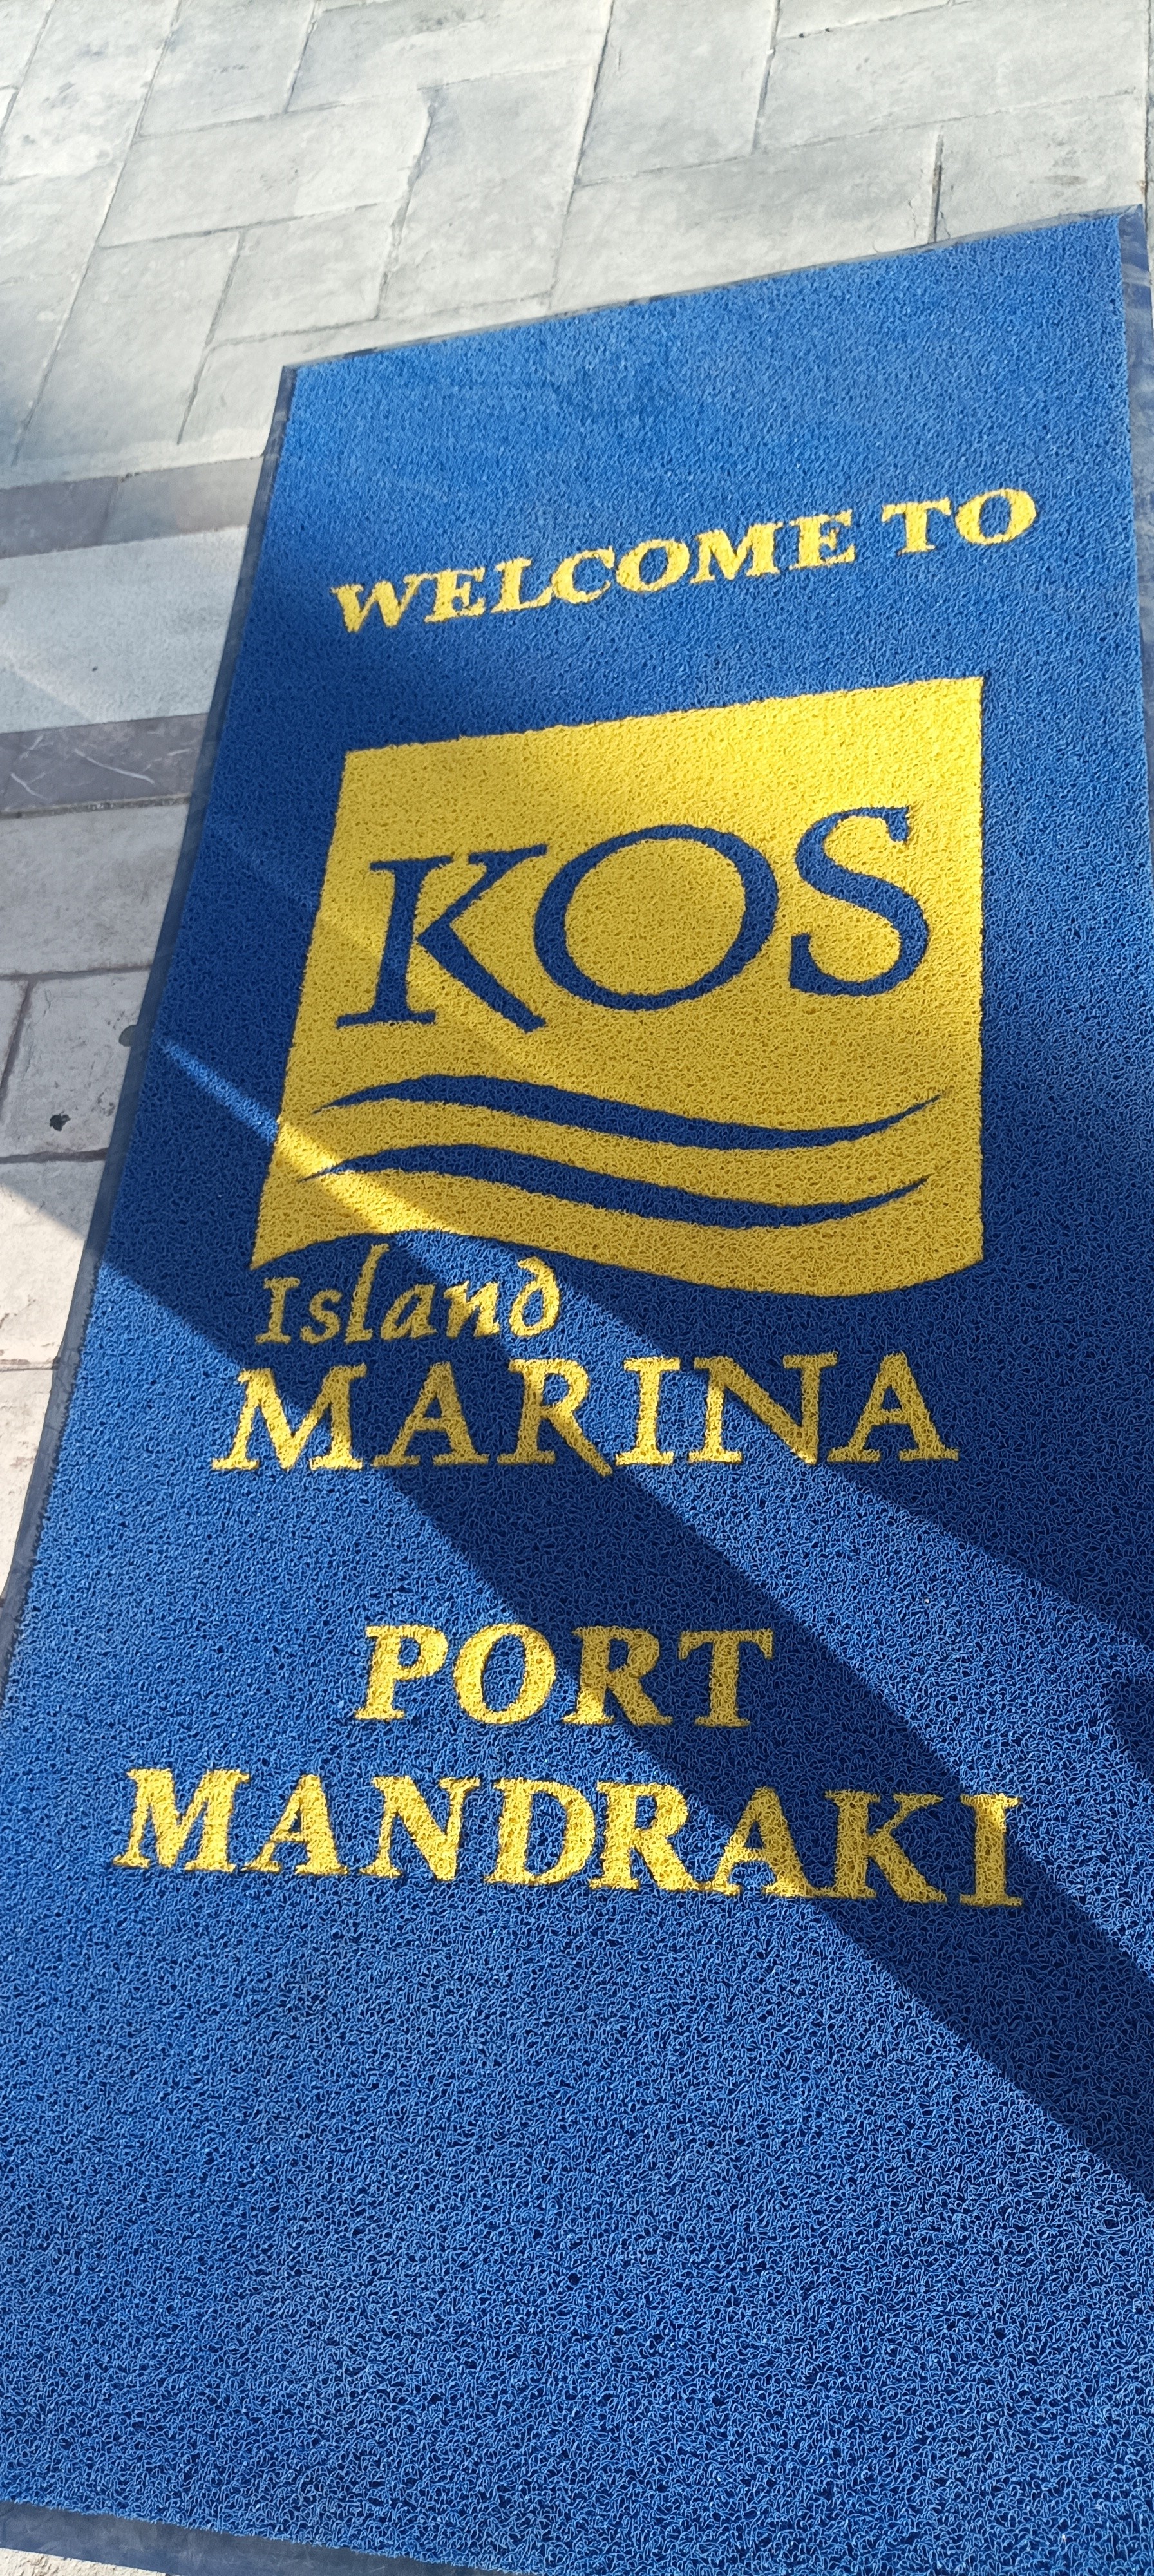 WELCOME TO
KOS
Island
MARINA
PORT
MANDRAKI